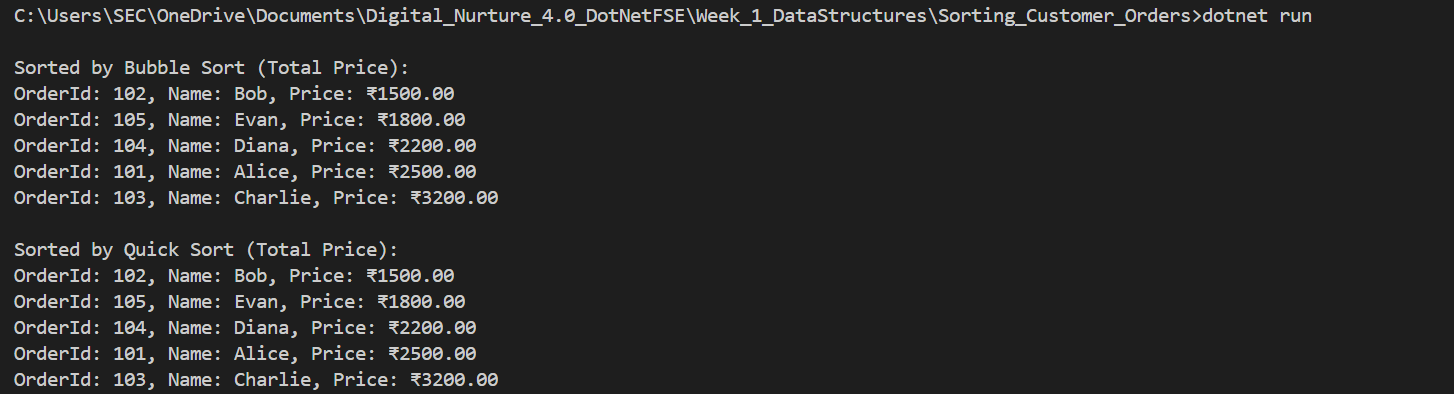 C:\Users\SEC\OneDrive\Documents\Digital_Nurture_4.0_DotNetFSE\Week_1_DataStructures\Sorting_Customer_Orders>dotnet run
Sorted by Bubble Sort (Total Price):
OrderId: 102, Name: Bob, Price: ₹1500.00
OrderId: 105, Name: Evan, Price: ₹1800.00
OrderId: 104, Name: Diana, Price: ₹2200.00
OrderId: 101, Name: Alice, Price: ₹2500.00
OrderId: 103, Name: Charlie, Price: ₹3200.00
Sorted by Quick Sort (Total Price):
OrderId: 102, Name: Bob, Price: ₹1500.00
OrderId: 105, Name: Evan, Price: ₹1800.00
OrderId: 104, Name: Diana, Price: ₹2200.00
OrderId: 101, Name: Alice, Price: ₹2500.00
OrderId: 103, Name: Charlie, Price: ₹3200.00